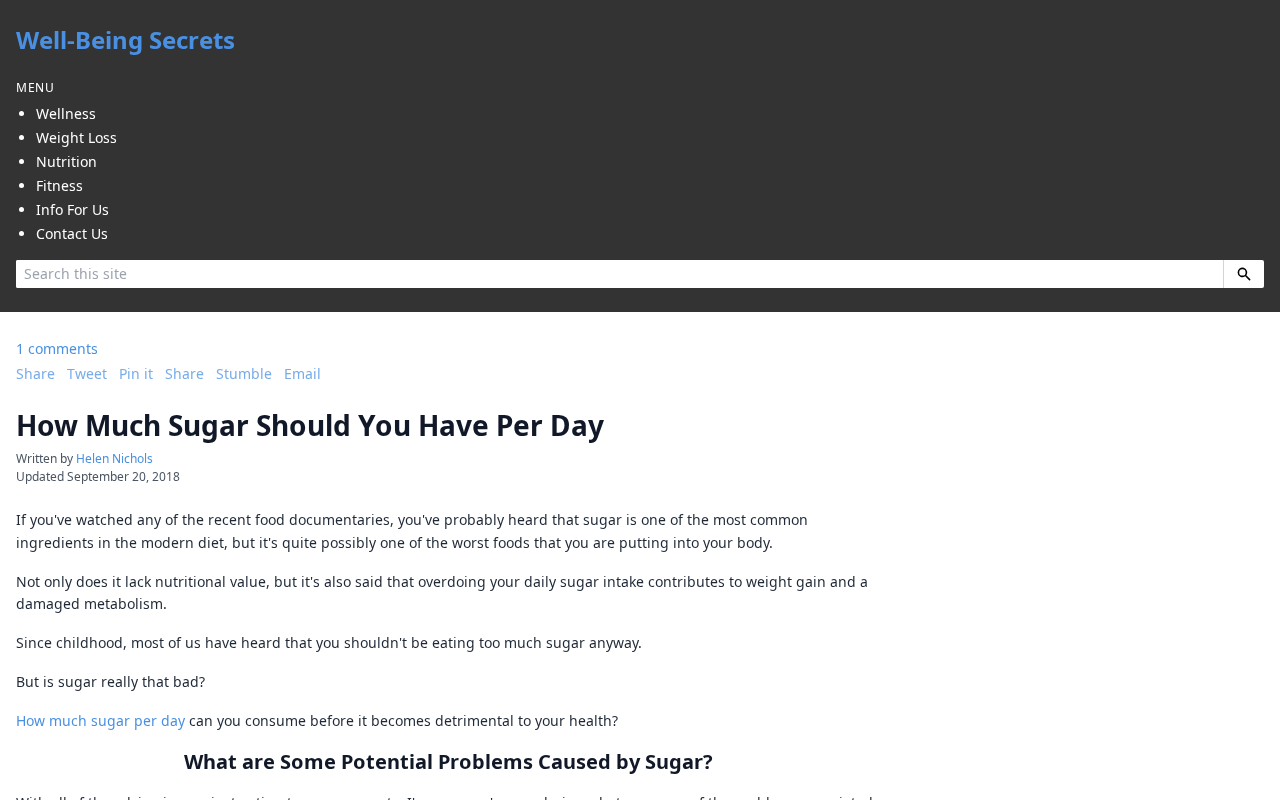 Well-Being Secrets
MENU
Wellness
Weight Loss
Nutrition
Fitness
Info For Us
Contact Us
Search this site
1 comments
Share Tweet Pin it Share Stumble Email
How Much Sugar Should You Have Per Day
Written by Helen Nichols
Updated September 20, 2018
If you've watched any of the recent food documentaries, you've probably heard that sugar is one of the most common
ingredients in the modern diet, but it's quite possibly one of the worst foods that you are putting into your body.
Not only does it lack nutritional value, but it's also said that overdoing your daily sugar intake contributes to weight gain and a
damaged metabolism.
Since childhood, most of us have heard that you shouldn't be eating too much sugar anyway.
But is sugar really that bad?
How much sugar per day can you consume before it becomes detrimental to your health?
What are Some Potential Problems Caused by Sugar?